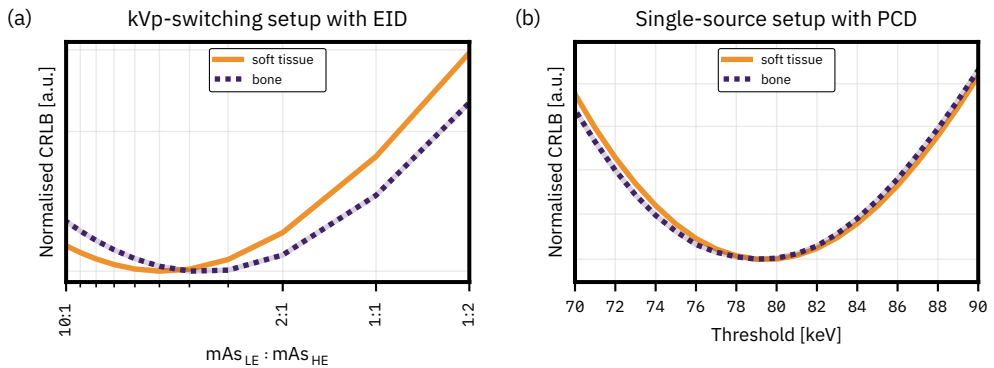 (a)
kVp-switching setup with EID
Normalised CRLB [a.u.]
soft tissue
bone
10:1
2:1
1:1
1:2
mAs_LE : mAs_HE
(b)
Single-source setup with PCD
Normalised CRLB [a.u.]
soft tissue
bone
70 72 74 76 78 80 82 84 86 88 90
Threshold [keV]